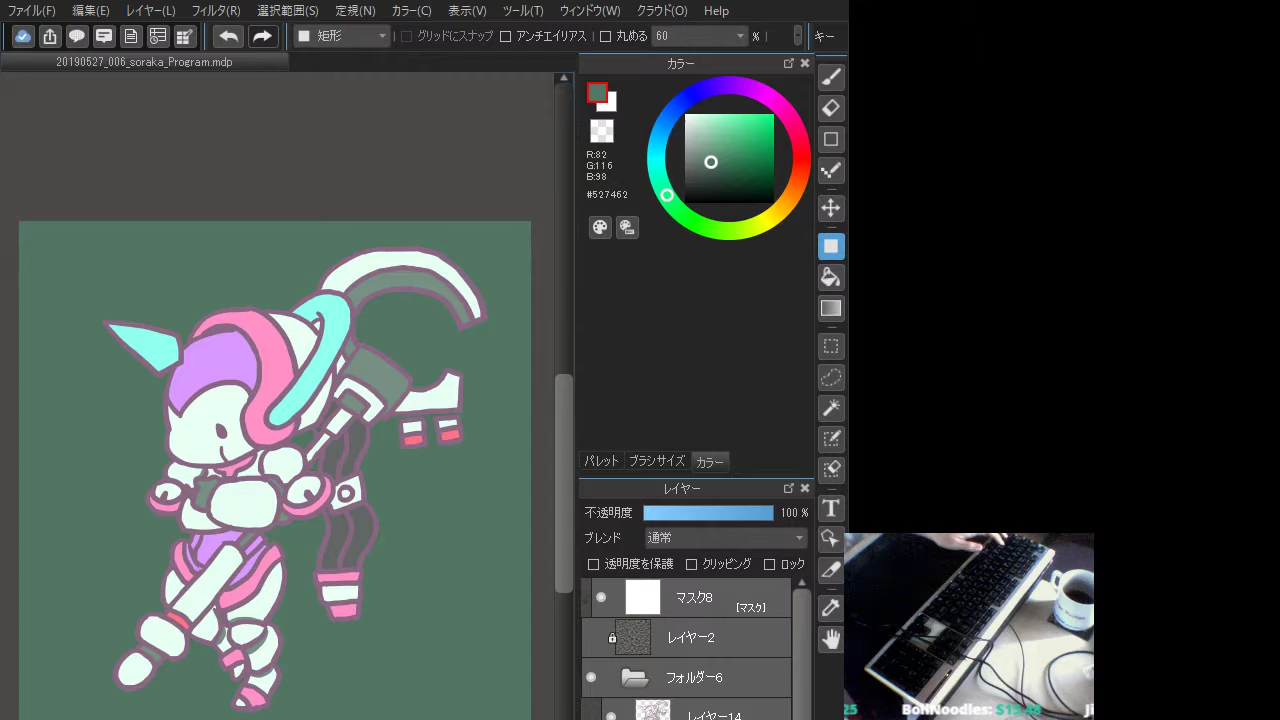 ファイル(F) 編集(E) レイヤー(L) フィルタ(R) 選択範囲(S) 定規(N) カラー(C) 表示(V) ツール(T) ウィンドウ(W) クラウド(O) Help
矩形 グリッドにスナップ アンチエイリアス 丸める 60 % キー
20190527_006_soraka_Program.mdp
カラー
R:82
G:116
B:98
#527462
パレット ブラシサイズ カラー
レイヤー
不透明度 100 %
ブレンド 通常
透明度を保護 クリッピング ロック
マスク8
[マスク]
レイヤー2
フォルダー6
レイヤー14
T
25 BoliNoodles: Ji